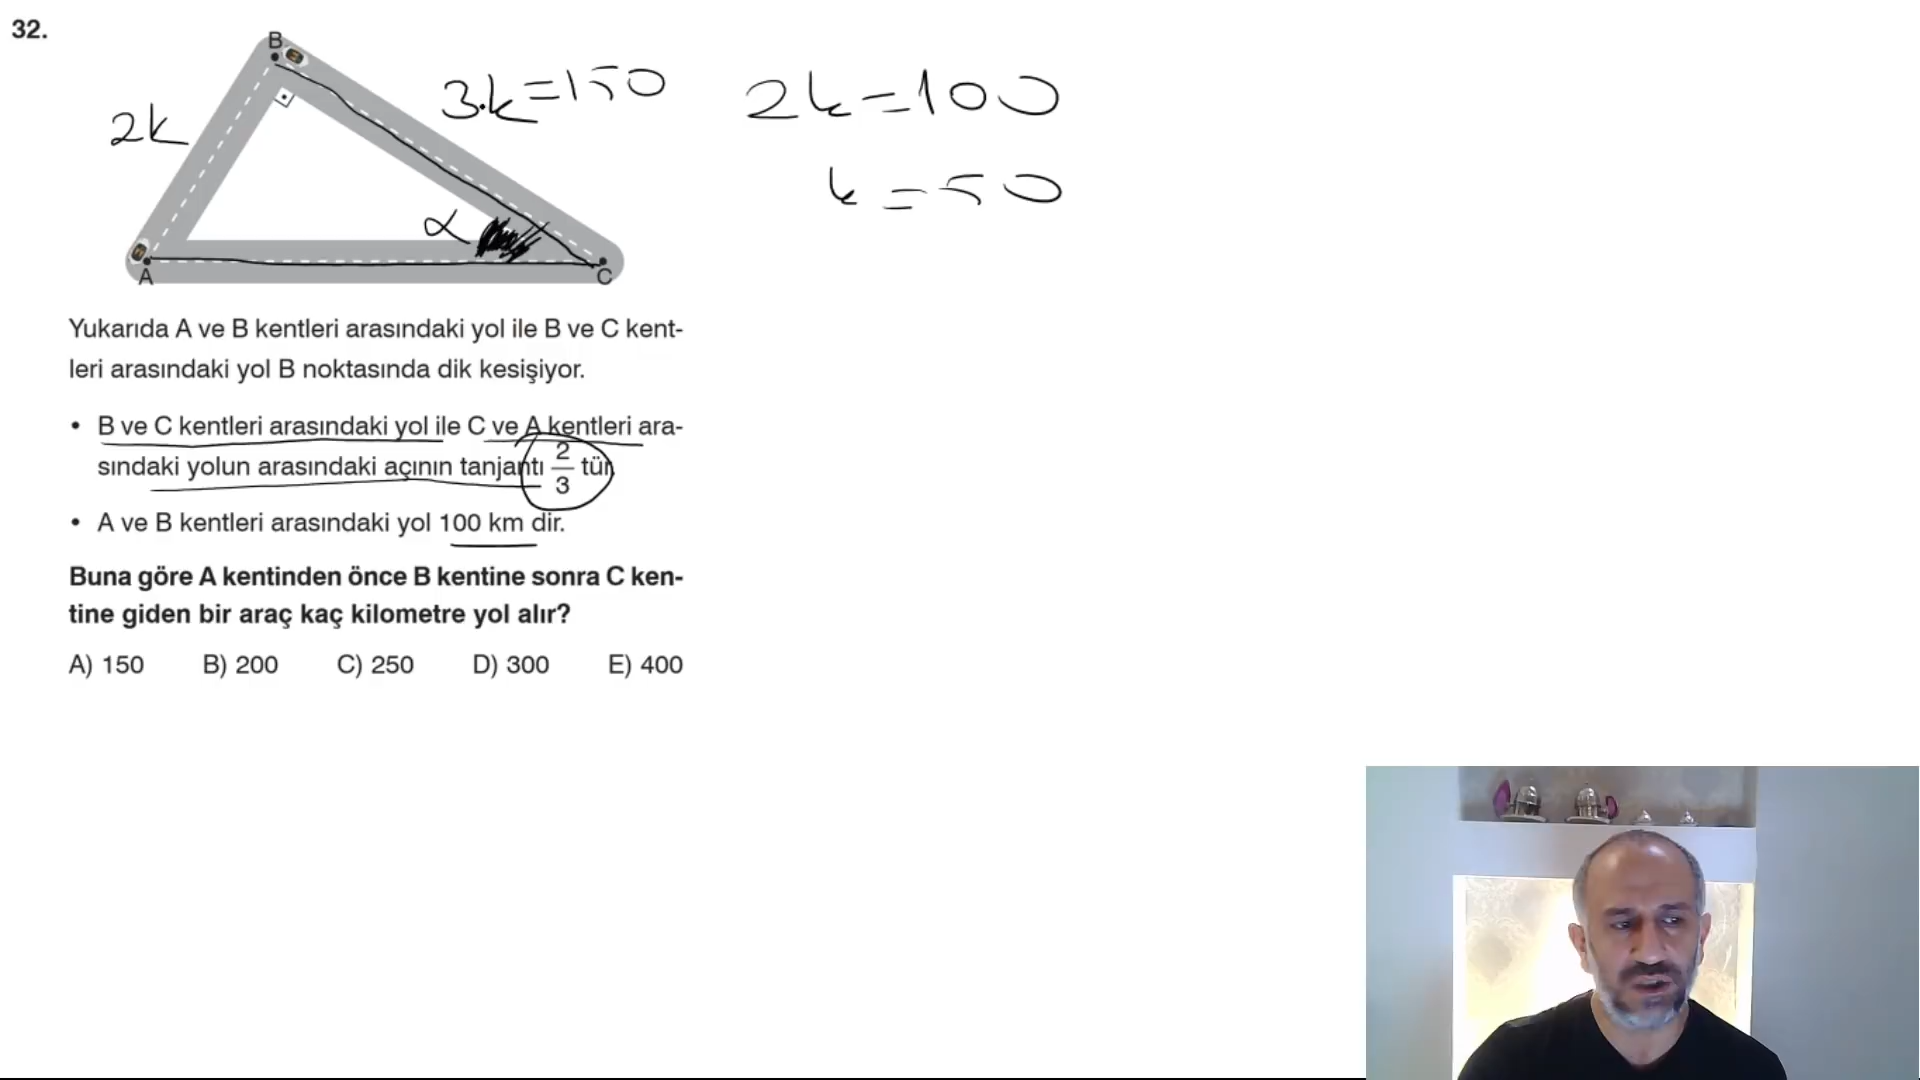 32.
B
2k
3.k=150
2k=100
k=50
α
A
C
Yukarıda A ve B kentleri arasındaki yol ile B ve C kent-
leri arasındaki yol B noktasında dik kesişiyor.
• B ve C kentleri arasındaki yol ile C ve A kentleri ara-
sındaki yolun arasındaki açının tanjantı 2/3 tür.
• A ve B kentleri arasındaki yol 100 km dir.
Buna göre A kentinden önce B kentine sonra C ken-
tine giden bir araç kaç kilometre yol alır?
A) 150 B) 200 C) 250 D) 300 E) 400